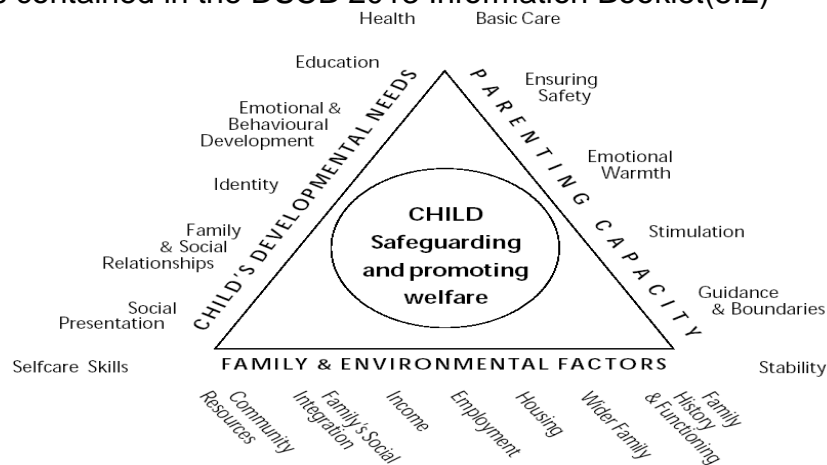 Health
Basic Care
Education
Ensuring
Safety
Emotional &
Behavioural
Development
Emotional
Warmth
Identity
Stimulation
Family
& Social
Relationships
Guidance
& Boundaries
Social
Presentation
Selfcare Skills
Stability
CHILD'S DEVELOPMENTAL NEEDS
PARENTING CAPACITY
CHILD
Safeguarding
and promoting
welfare
FAMILY & ENVIRONMENTAL FACTORS
Community
Resources
Family's Social
Integration
Income
Employment
Housing
Wider Family
Family
History
& Functioning